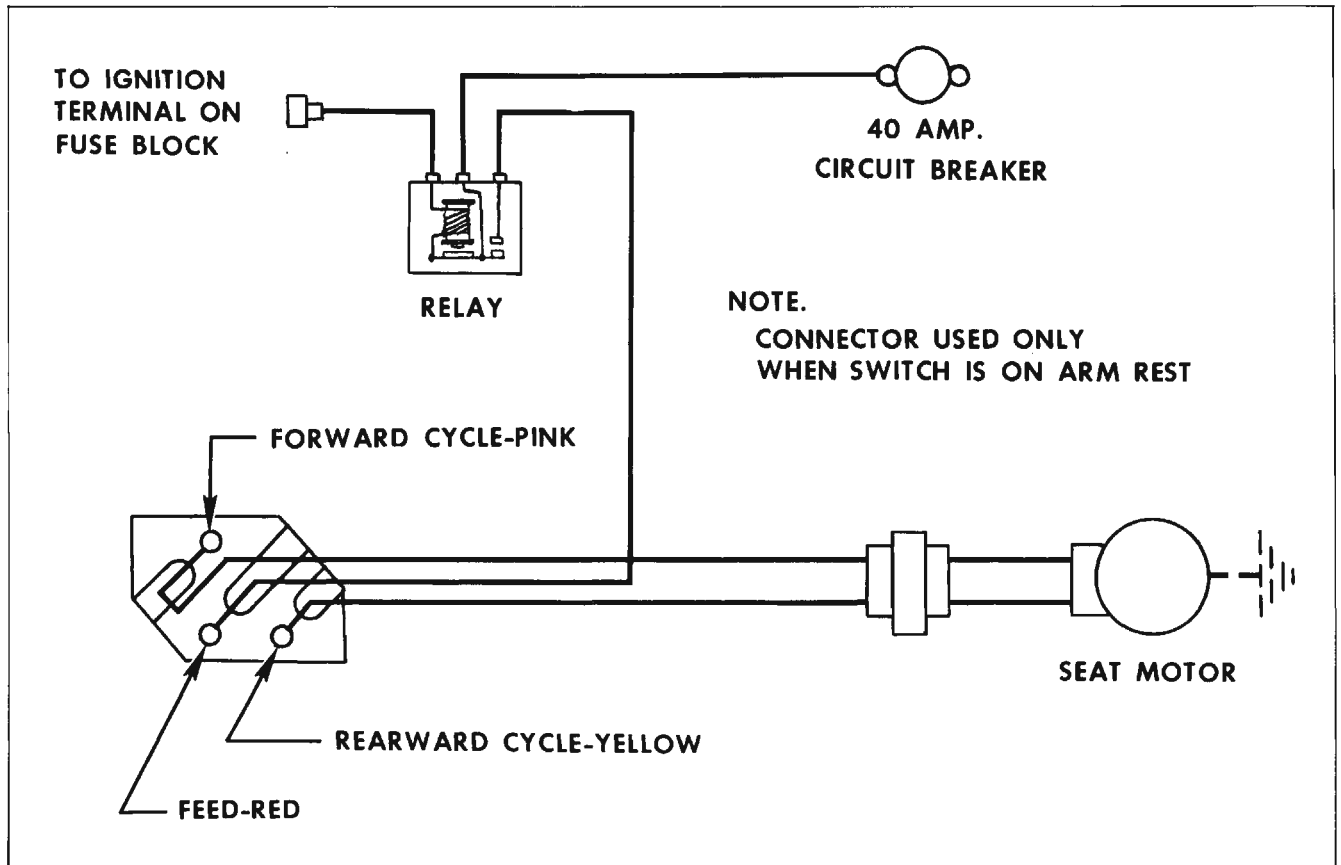 TO IGNITION
TERMINAL ON
FUSE BLOCK
40 AMP.
CIRCUIT BREAKER
RELAY
NOTE.
CONNECTOR USED ONLY
WHEN SWITCH IS ON ARM REST
FORWARD CYCLE-PINK
SEAT MOTOR
REARWARD CYCLE-YELLOW
FEED-RED